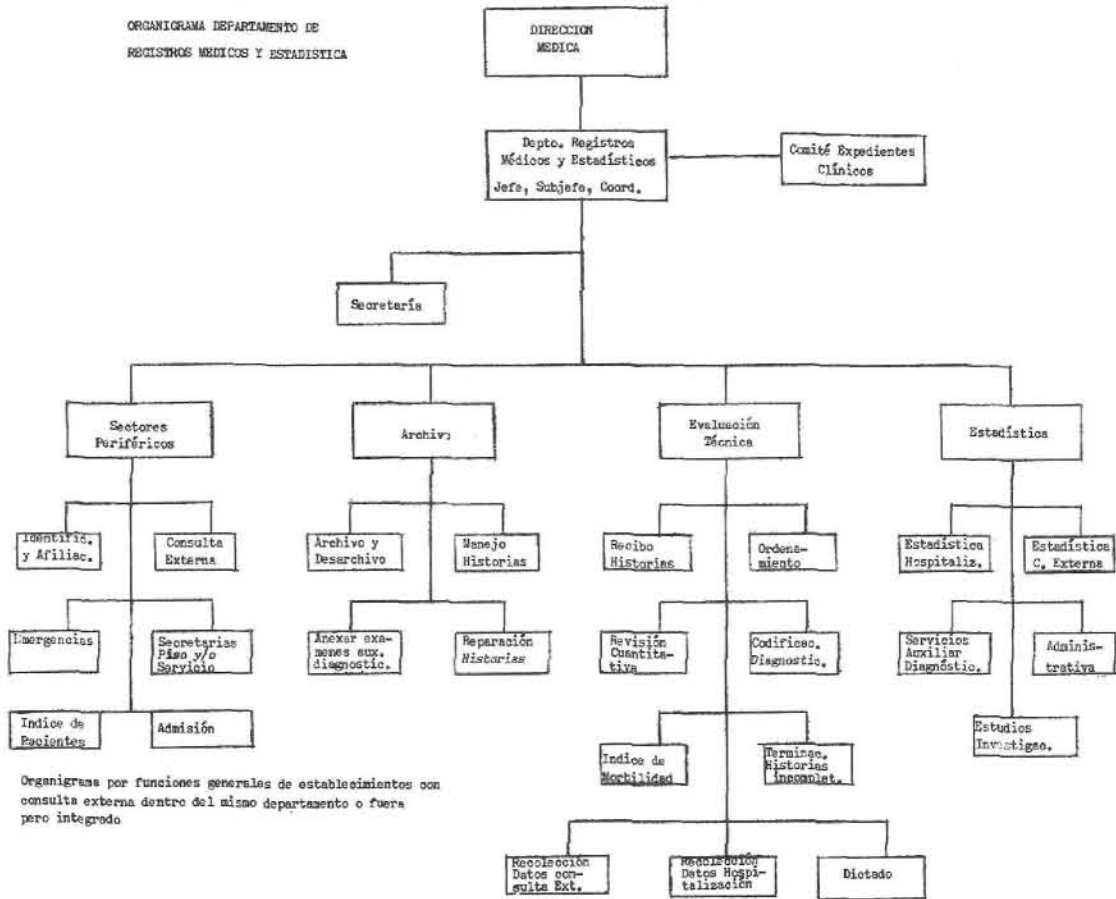 ORGANIGRAMA DEPARTAMENTO DE
REGISTROS MEDICOS Y ESTADISTICA
DIRECCION
MEDICA
Depto. Registros
Médicos y Estadísticos
Jefe, Subjefe, Coord.
Comité Expedientes
Clínicos
Secretaría
Sectores
Periféricos
Archivo
Evaluación
Técnica
Estadística
Identific.
y Afiliac.
Consulta
Externa
Archivo y
Desarchivo
Manejo
Historias
Recibo
Historias
Ordena-
miento
Estadística
Hospitaliz.
Estadística
C. Externa
Emergencias
Secretarias
Piso y/o
Servicio
Anexar exa-
menes aux.
diagnostic.
Reparación
Historias
Revisión
Cuantita-
tiva
Codificac.
Diagnostic.
Servicios
Auxiliar
Diagnóstic.
Adminis-
trativa
Indice de
Pacientes
Admisión
Indice de
Morbilidad
Terminac.
Historias
incomplet.
Estudios
Investigac.
Organigrama por funciones generales de establecimientos con
consulta externa dentro del mismo departamento o fuera
pero integrado
Recolección
Datos con-
sulta Ext.
Recolección
Datos Hospi-
talización
Dictado